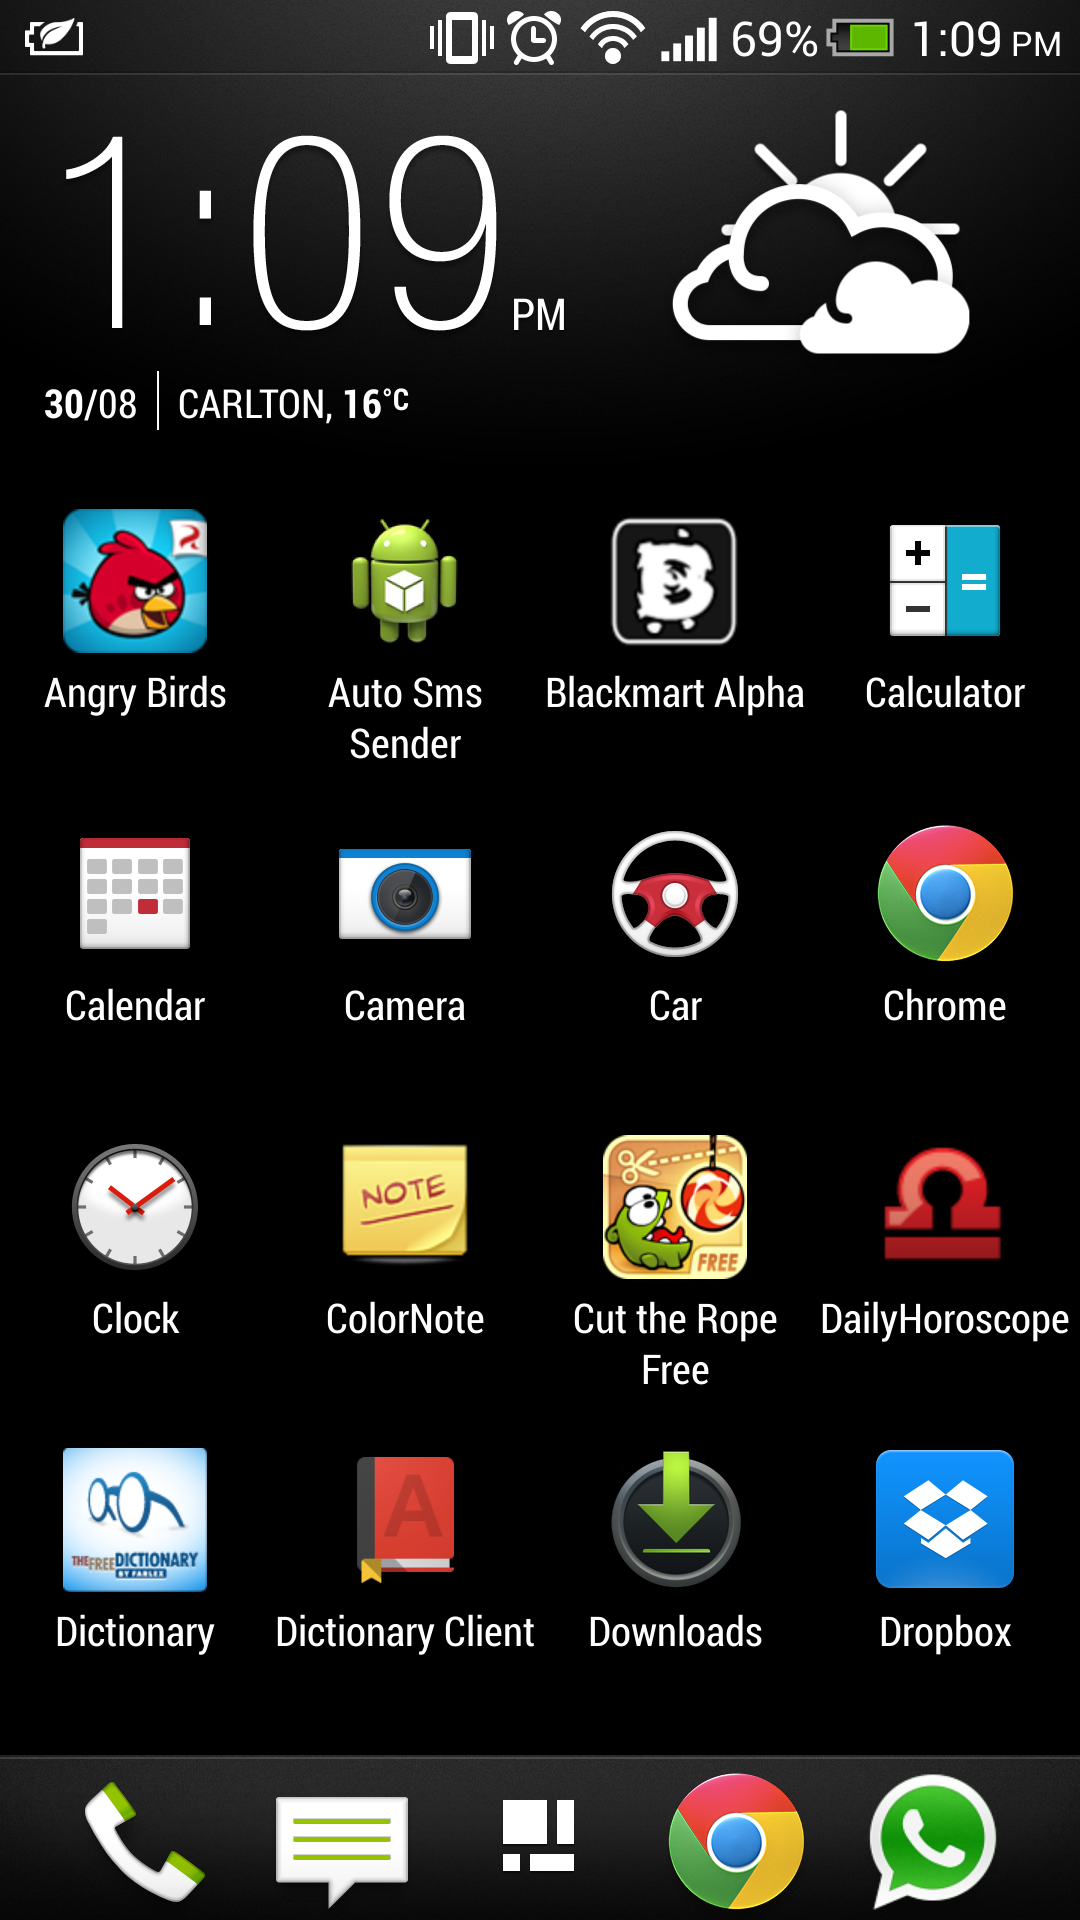 69% 1:09 PM
1:09 PM
30/08 CARLTON, 16°C
Angry Birds Auto Sms Sender Blackmart Alpha Calculator
Calendar Camera Car Chrome
NOTE FREE
Clock ColorNote Cut the Rope Free DailyHoroscope
THE FREE DICTIONARY A
BY FARLEX
Dictionary Dictionary Client Downloads Dropbox